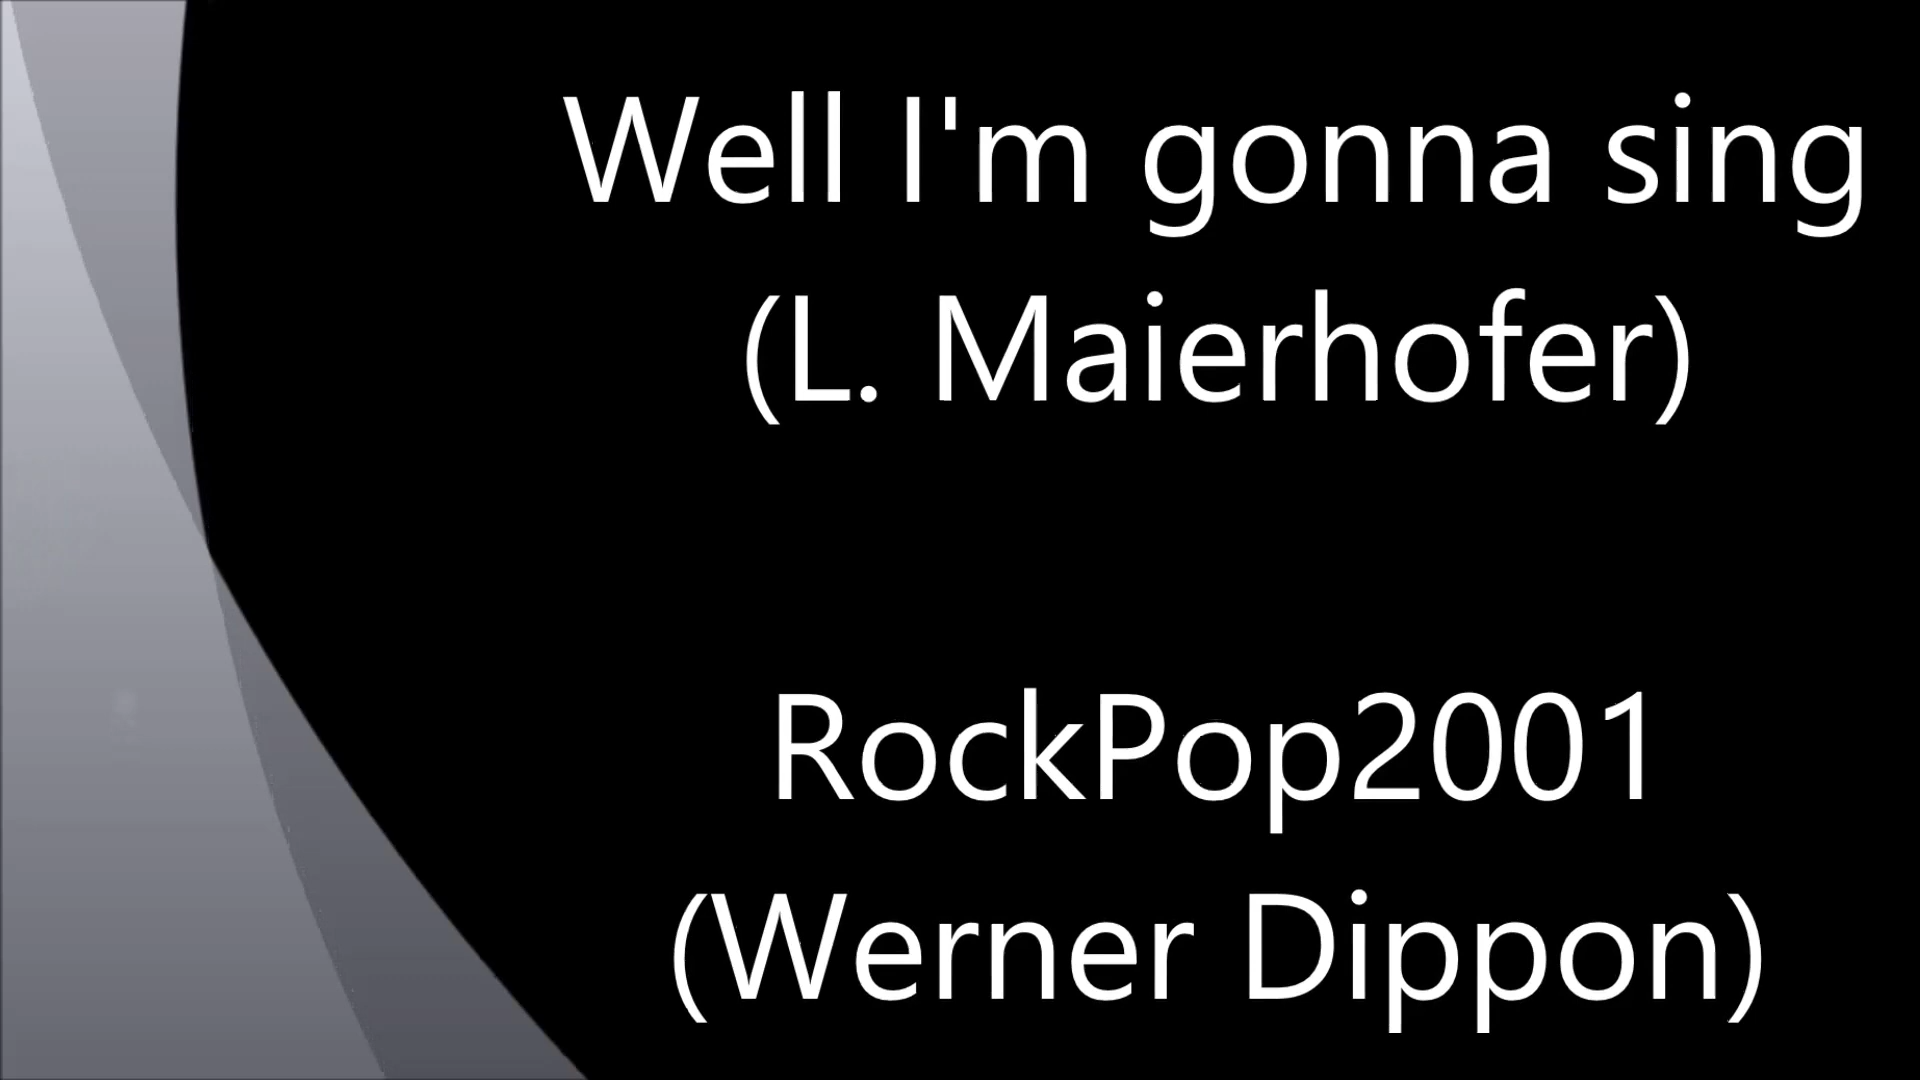 Well I'm gonna sing
(L. Maierhofer)
RockPop2001
(Werner Dippon)